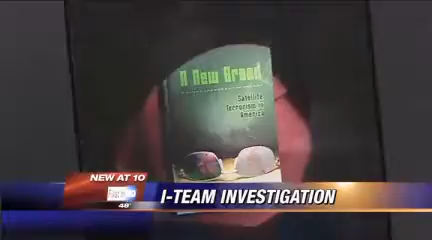 A New Breed
Satellite
Terrorism in
America
NEW AT 10
48°
I-TEAM INVESTIGATION